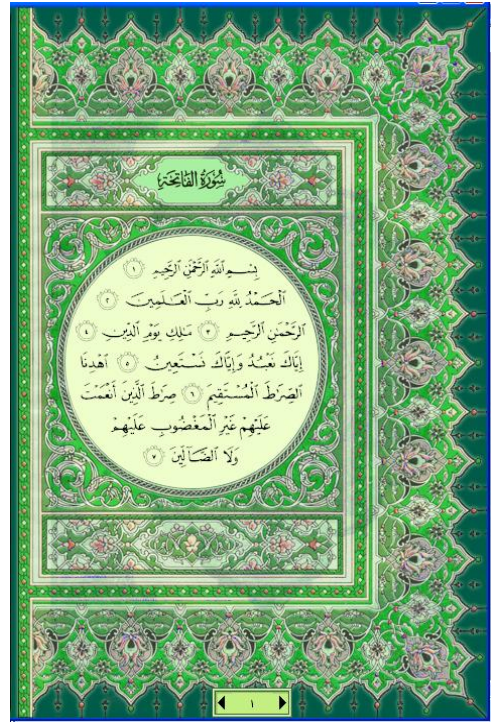 سُورَةُ الفَاتِحَةِ
بِسْمِ ٱللَّهِ ٱلرَّحْمَٰنِ ٱلرَّحِيمِ ١
ٱلْحَمْدُ لِلَّهِ رَبِّ ٱلْعَٰلَمِينَ ٢
ٱلرَّحْمَٰنِ ٱلرَّحِيمِ ٣ مَٰلِكِ يَوْمِ ٱلدِّينِ ٤
إِيَّاكَ نَعْبُدُ وَإِيَّاكَ نَسْتَعِينُ ٥ ٱهْدِنَا
ٱلصِّرَٰطَ ٱلْمُسْتَقِيمَ ٦ صِرَٰطَ ٱلَّذِينَ أَنْعَمْتَ
عَلَيْهِمْ غَيْرِ ٱلْمَغْضُوبِ عَلَيْهِمْ
وَلَا ٱلضَّآلِّينَ ٧
١